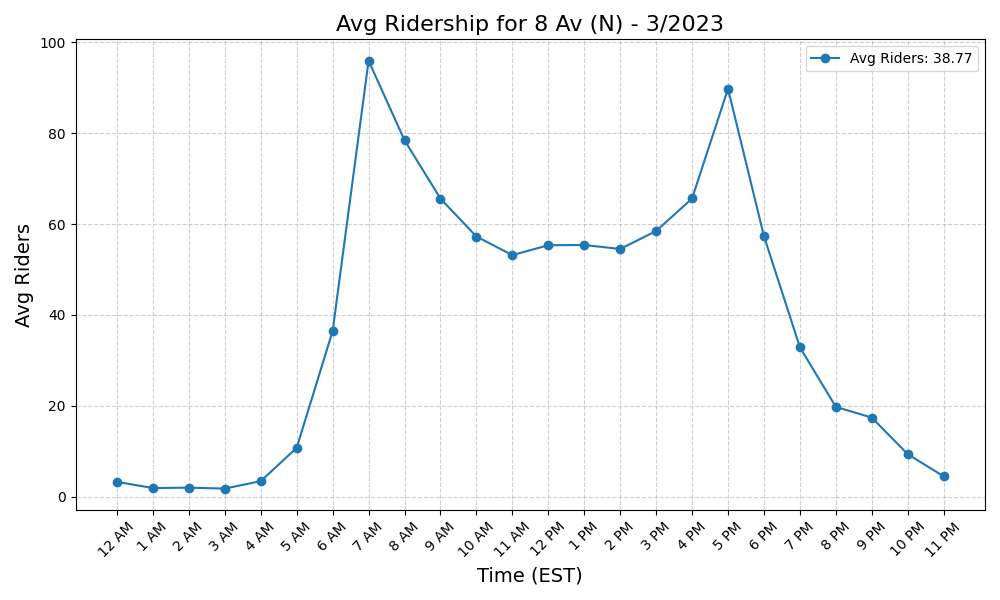 Avg Ridership for 8 Av (N) - 3/2023
Avg Riders: 38.77
Avg Riders
100
80
60
40
20
0
12 AM
1 AM
2 AM
3 AM
4 AM
5 AM
6 AM
7 AM
8 AM
9 AM
10 AM
11 AM
12 PM
1 PM
2 PM
3 PM
4 PM
5 PM
6 PM
7 PM
8 PM
9 PM
10 PM
11 PM
Time (EST)